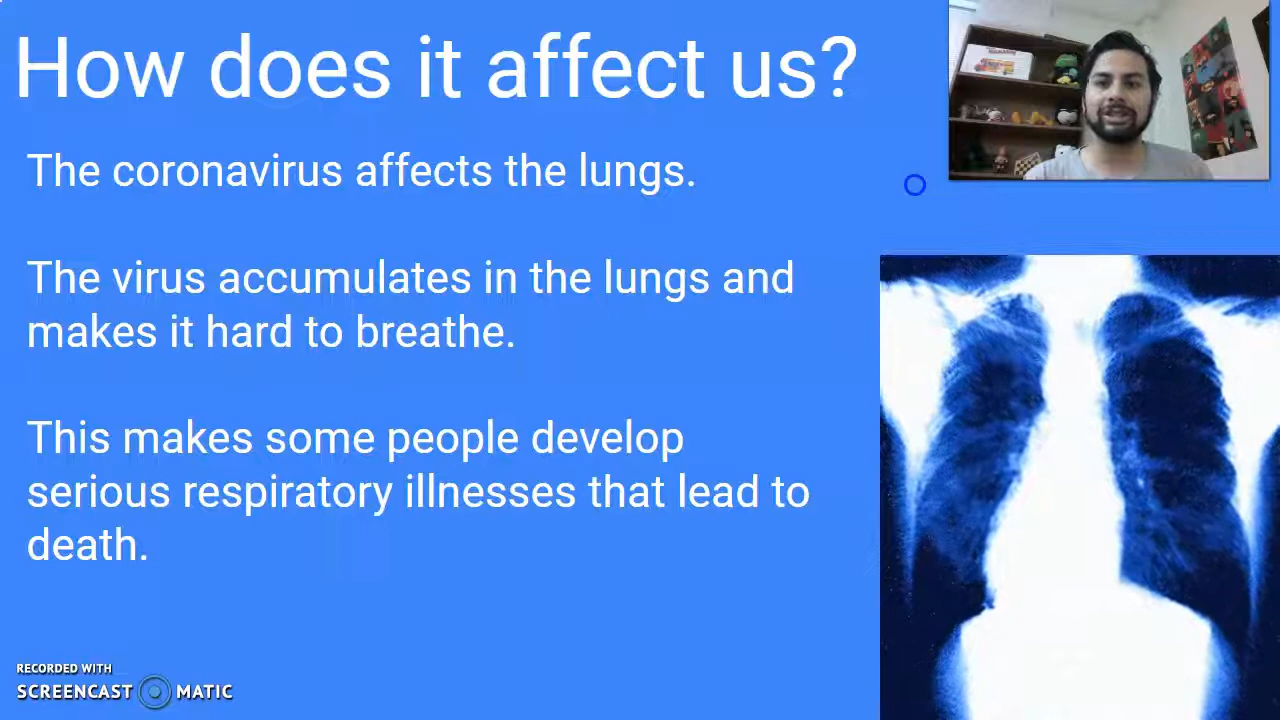 How does it affect us?
The coronavirus affects the lungs.
The virus accumulates in the lungs and
makes it hard to breathe.
This makes some people develop
serious respiratory illnesses that lead to
death.
RECORDED WITH
SCREENCAST MATIC